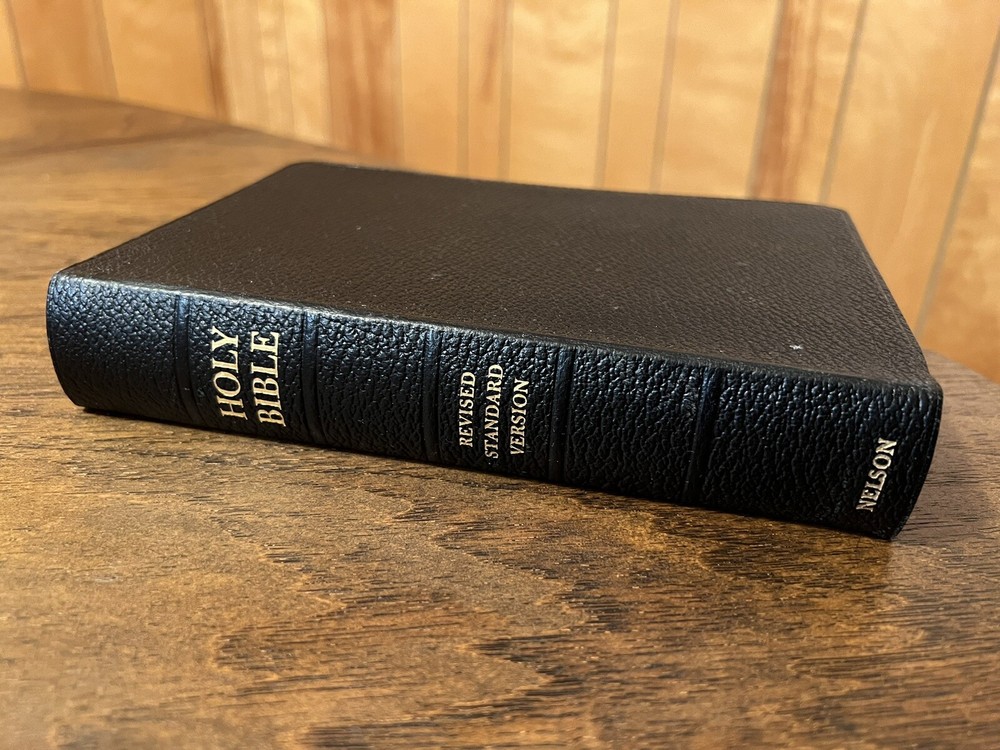 HOLY
BIBLE
REVISED
STANDARD
VERSION
NELSON